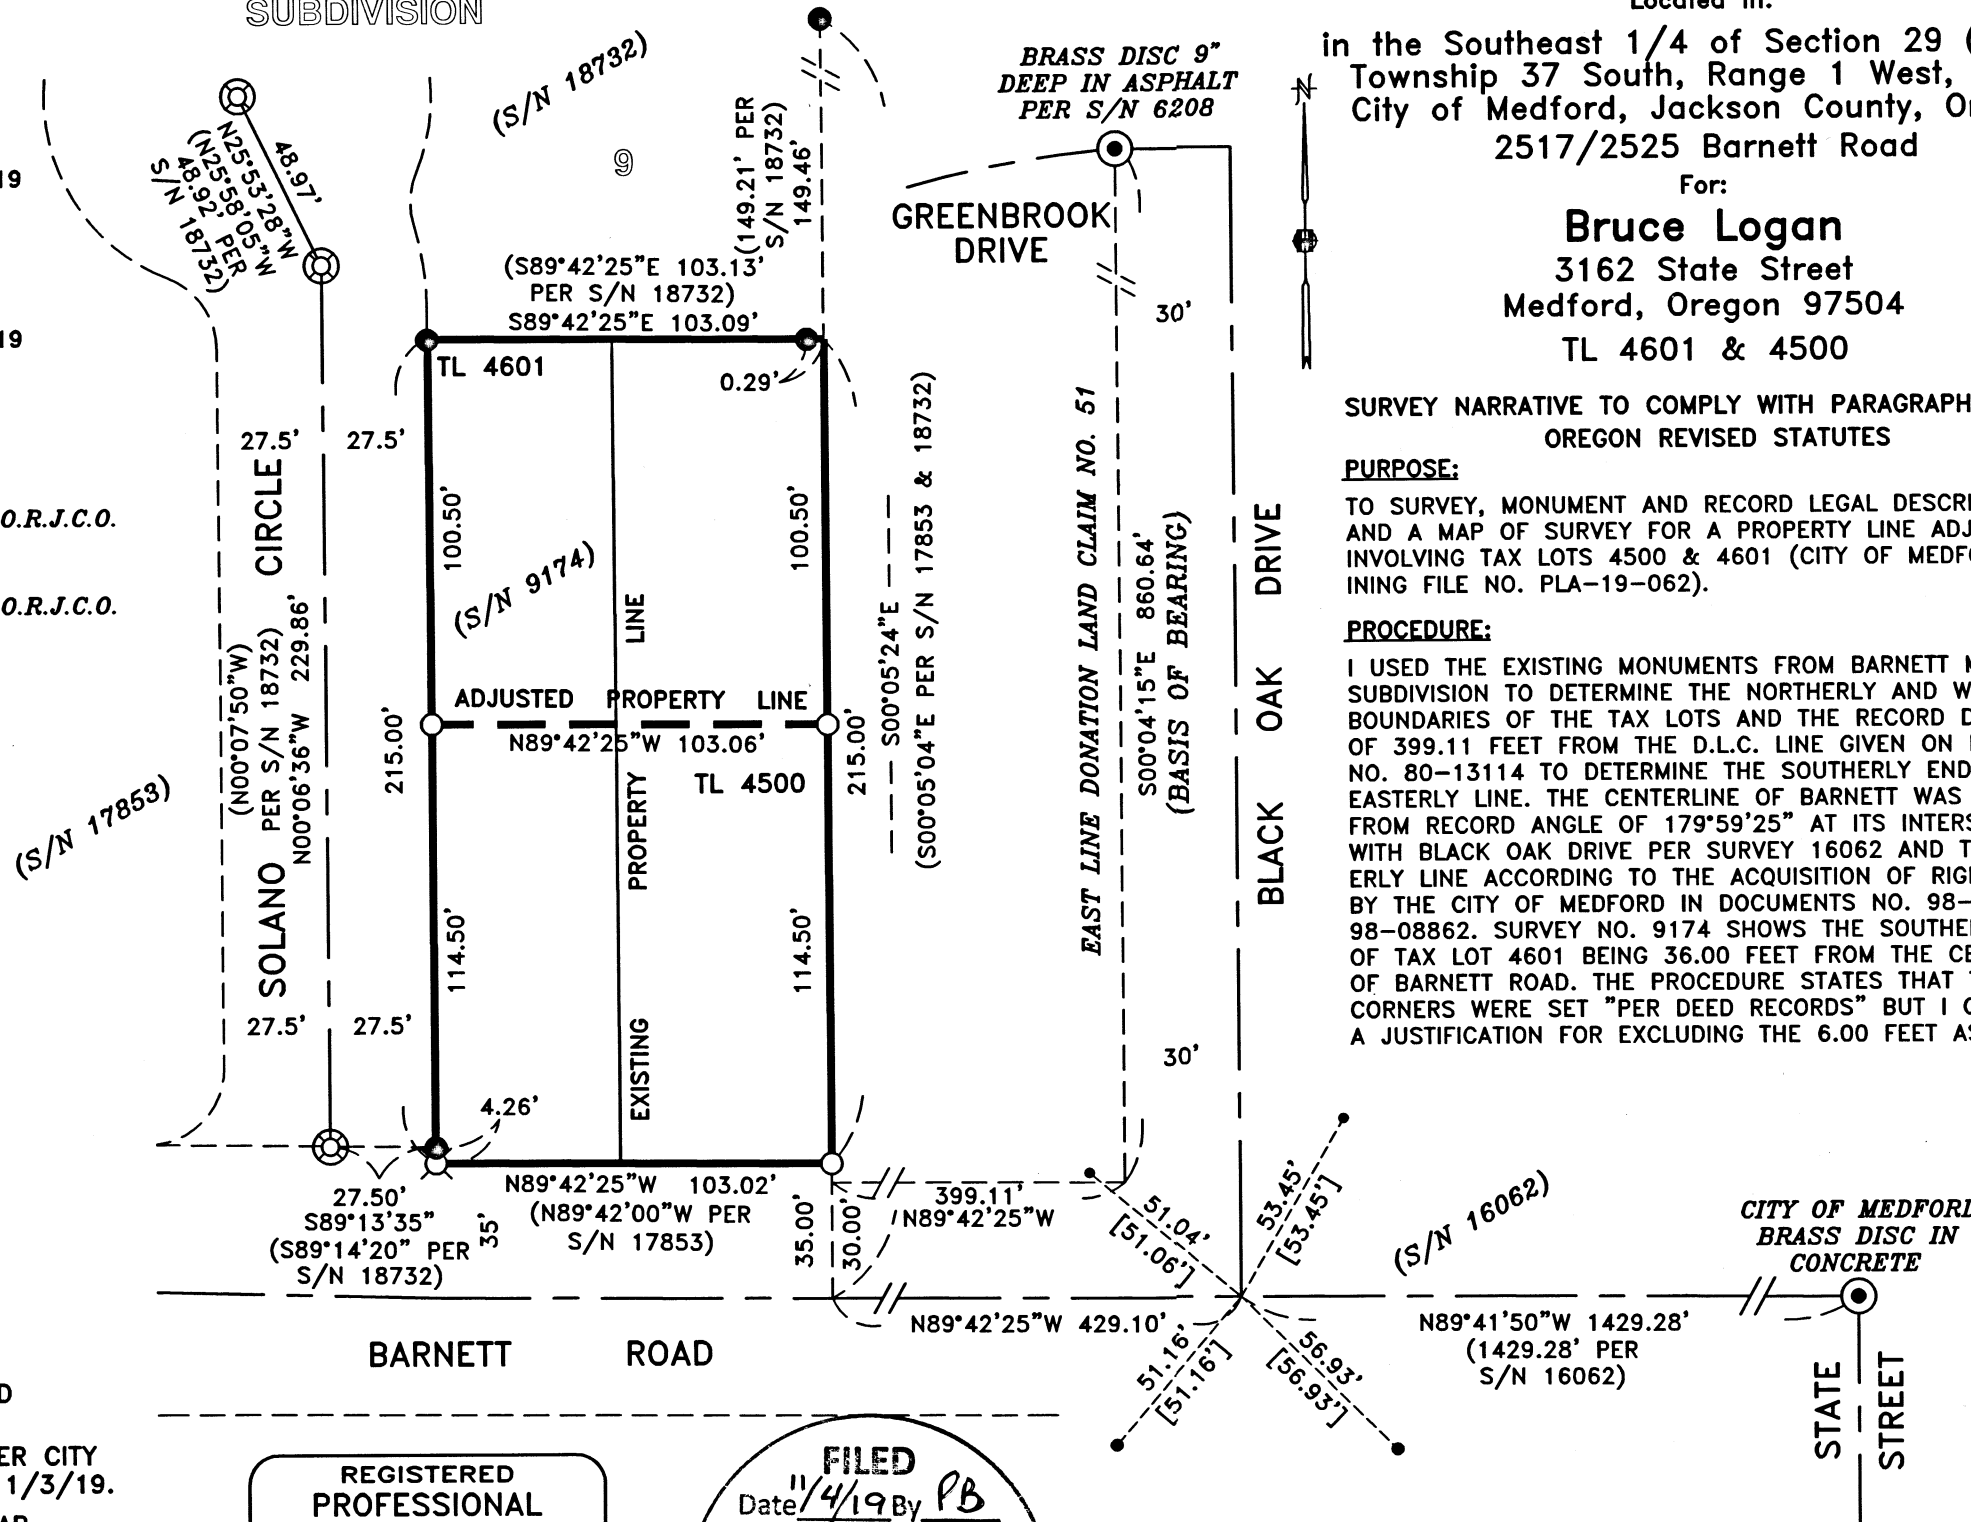 SUBDIVISION
(S/N 18732)
9
48.97'
N25°53'28"W
(N25°58'05"W
48.92' PER
S/N 18732)
(149.21' PER
S/N 18732)
149.46'
BRASS DISC 9"
DEEP IN ASPHALT
PER S/N 6208
GREENBROOK
DRIVE
N
in the Southeast 1/4 of Section 29 (
Township 37 South, Range 1 West,
City of Medford, Jackson County,
2517/2525 Barnett Road
For:
Bruce Logan
3162 State Street
Medford, Oregon 97504
TL 4601 & 4500
19
19
O.R.J.C.O.
O.R.J.C.O.
(S89°42'25"E 103.13'
PER S/N 18732)
S89°42'25"E 103.09'
TL 4601
0.29'
30'
27.5'
27.5'
100.50'
100.50'
(S/N 9174)
LINE
SOLANO CIRCLE
(N00°07'50"W)
PER S/N 18732)
N00°06'36"W 229.86'
ADJUSTED PROPERTY LINE
N89°42'25"W 103.06'
TL 4500
215.00'
215.00'
S00°05'24"E
(S00°05'04"E PER S/N 17853 & 18732)
EAST LINE DONATION LAND CLAIM NO. 51
S00°04'15"E 860.64'
(BASIS OF BEARING)
BLACK OAK DRIVE
(S/N 17853)
PROPERTY
114.50'
114.50'
27.5'
27.5'
EXISTING
30'
4.26'
SURVEY NARRATIVE TO COMPLY WITH PARAGRAPH
OREGON REVISED STATUTES
PURPOSE:
TO SURVEY, MONUMENT AND RECORD LEGAL DESCRI
AND A MAP OF SURVEY FOR A PROPERTY LINE ADJ
INVOLVING TAX LOTS 4500 & 4601 (CITY OF MEDF
INING FILE NO. PLA-19-062).
PROCEDURE:
I USED THE EXISTING MONUMENTS FROM BARNETT
SUBDIVISION TO DETERMINE THE NORTHERLY AND W
BOUNDARIES OF THE TAX LOTS AND THE RECORD D
OF 399.11 FEET FROM THE D.L.C. LINE GIVEN ON
NO. 80-13114 TO DETERMINE THE SOUTHERLY END
EASTERLY LINE. THE CENTERLINE OF BARNETT WAS
FROM RECORD ANGLE OF 179°59'25" AT ITS INTERS
WITH BLACK OAK DRIVE PER SURVEY 16062 AND T
ERLY LINE ACCORDING TO THE ACQUISITION OF RIG
BY THE CITY OF MEDFORD IN DOCUMENTS NO. 98-
98-08862. SURVEY NO. 9174 SHOWS THE SOUTHE
OF TAX LOT 4601 BEING 36.00 FEET FROM THE CE
OF BARNETT ROAD. THE PROCEDURE STATES THAT
CORNERS WERE SET "PER DEED RECORDS" BUT I
A JUSTIFICATION FOR EXCLUDING THE 6.00 FEET AS
27.50'
S89°13'35"
(S89°14'20" PER
S/N 18732)
35'
N89°42'25"W 103.02'
(N89°42'00"W PER
S/N 17853)
35.00'
30.00'
399.11'
N89°42'25"W
51.04'
[51.06']
53.45'
[53.45']
(S/N 16062)
CITY OF MEDFORD
BRASS DISC IN
CONCRETE
N89°42'25"W 429.10'
N89°41'50"W 1429.28'
(1429.28' PER
S/N 16062)
51.16'
[51.16']
56.93'
[56.93']
BARNETT ROAD
STATE
STREET
D
ER CITY
1/3/19.
REGISTERED
PROFESSIONAL
FILED
Date 11/4/19 By PB